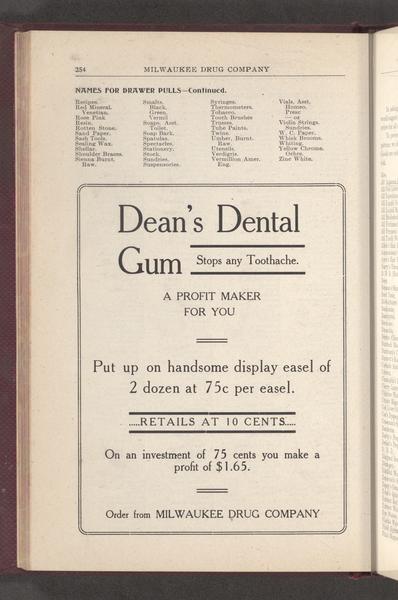 254
MILWAUKEE DRUG COMPANY
NAMES FOR DRAWER PULLS—Continued.
Recipes.
Red Mineral.
Venetian.
Rose Pink
Resin.
Rotten Stone.
Sand Paper.
Sash Tools.
Sealing Wax.
Shellac.
Shoulder Braces.
Sienna Burnt.
Raw.
Smalts.
Black.
Green.
Vermil
Soaps, Asst.
Toilet.
Soap Bark.
Spatulas.
Spectacles.
Stationery.
Stock.
Sundries.
Suspensories.
Syringes.
Thermometers.
Tobacco.
Tooth Brushes
Trusses.
Tube Paints.
Twine.
Umber, Burnt.
Raw.
Utensils.
Verdigris.
Vermillion Amer.
Eng.
Vials, Asst.
Homeo.
Presc
— oz
Violin Strings.
Sundries.
W. C. Paper.
Whisk Brooms.
Whiting.
Yellow Chrome.
Ochre.
Zinc White.
Dean's Dental
Gum Stops any Toothache.
A PROFIT MAKER
FOR YOU
Put up on handsome display easel of
2 dozen at 75c per easel.
.....RETAILS AT 10 CENTS.....
On an investment of 75 cents you make a
profit of $1.65.
Order from MILWAUKEE DRUG COMPANY